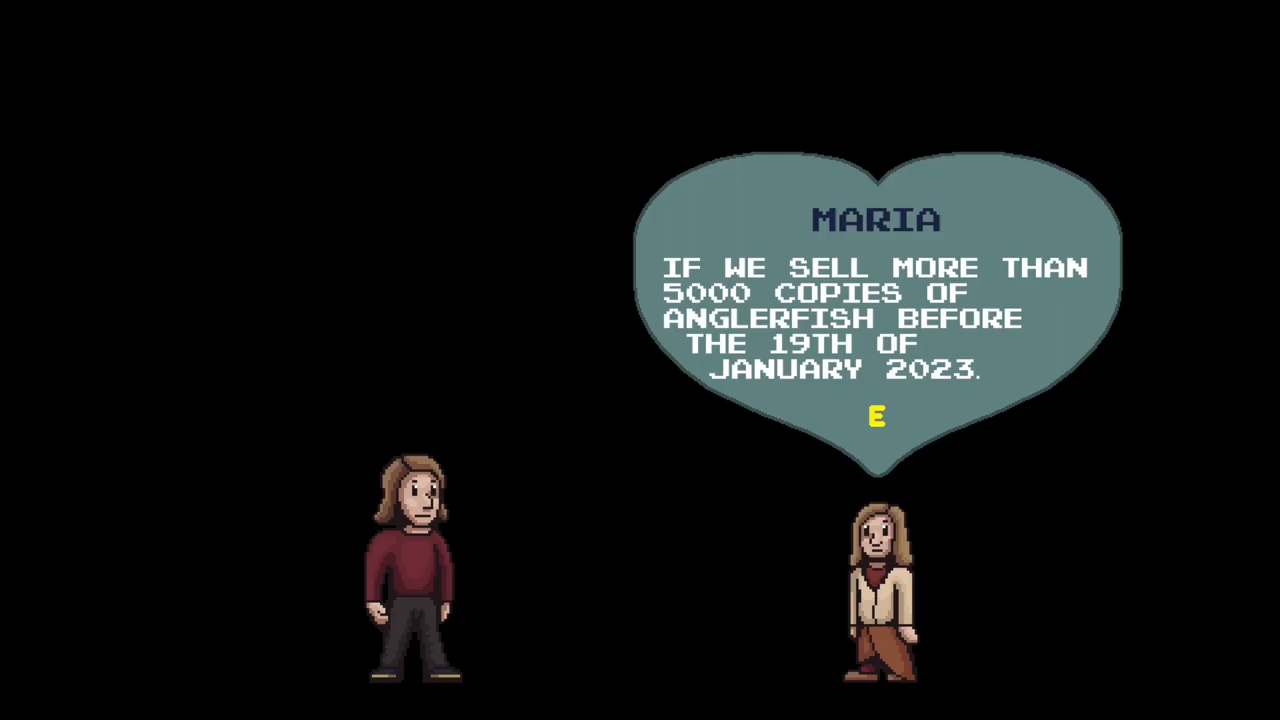 MARIA
IF WE SELL MORE THAN
5000 COPIES OF
ANGLERFISH BEFORE
THE 19TH OF
JANUARY 2023.
E